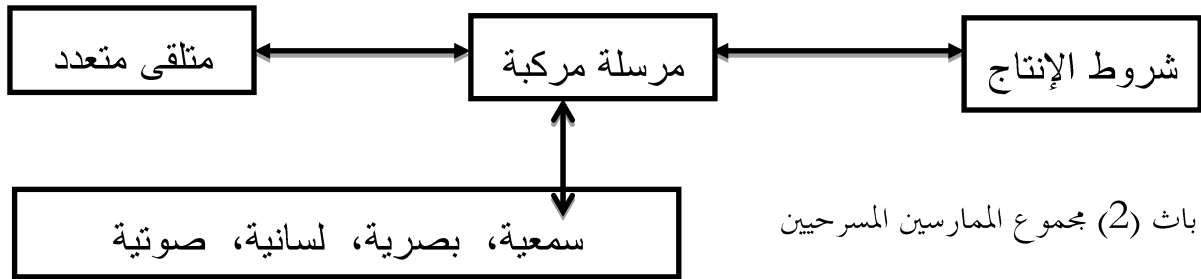 شروط الإنتاج
مرسلة مركبة
متلقى متعدد
باث (2) مجموع الممارسين المسرحيين
سمعية، بصرية، لسانية، صوتية